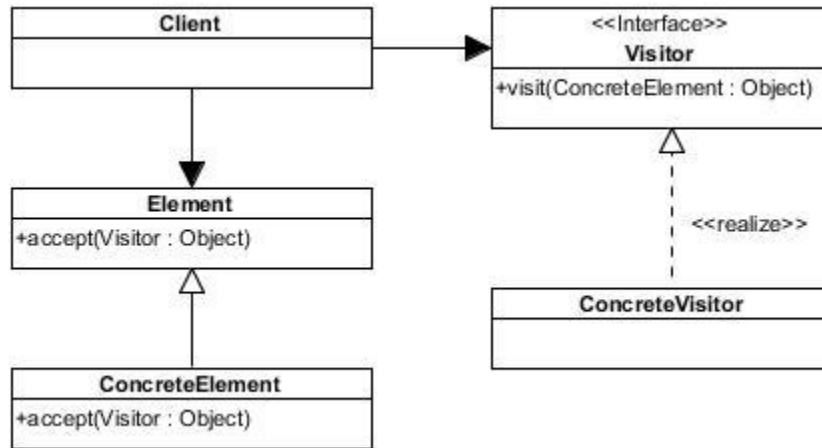 Client
<<Interface>>
Visitor
+visit(ConcreteElement : Object)
Element
+accept(Visitor : Object)
<<realize>>
ConcreteVisitor
ConcreteElement
+accept(Visitor : Object)